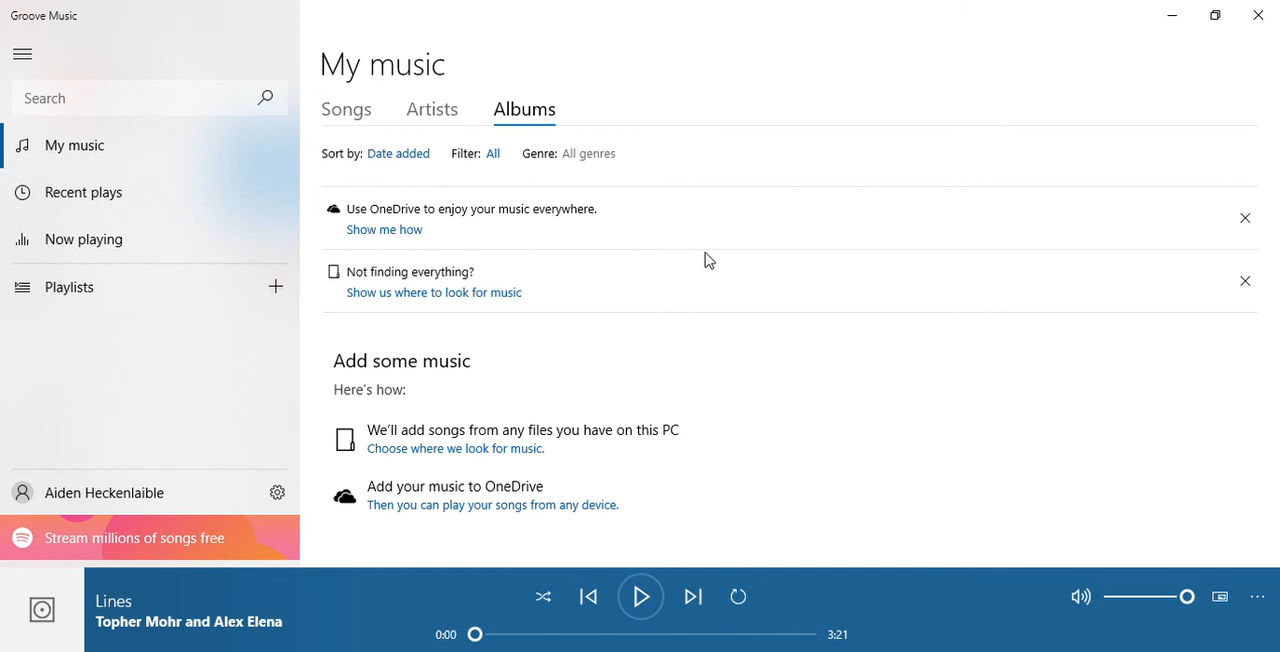 Groove Music
Search
My music
Recent plays
Now playing
Playlists
Aiden Heckenlaible
Stream millions of songs free
My music
Songs Artists Albums
Sort by: Date added Filter: All Genre: All genres
Use OneDrive to enjoy your music everywhere.
Show me how
Not finding everything?
Show us where to look for music
Add some music
Here's how:
We'll add songs from any files you have on this PC
Choose where we look for music.
Add your music to OneDrive
Then you can play your songs from any device.
Lines
Topher Mohr and Alex Elena
0:00 3:21